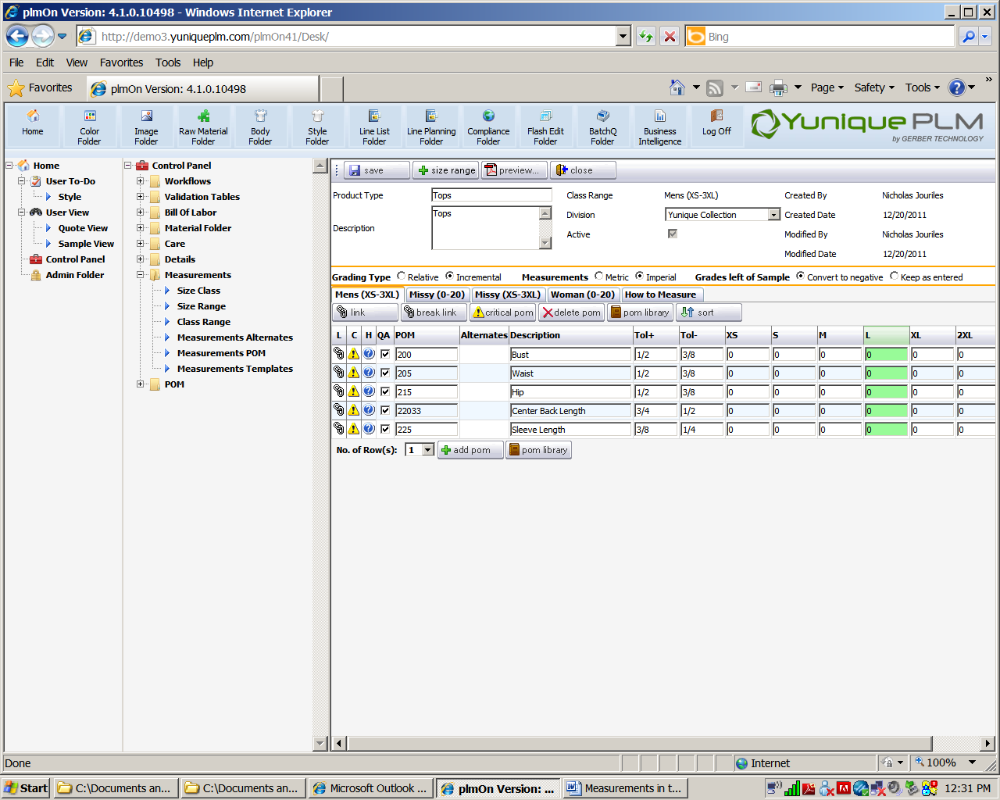 plmOn Version: 4.1.0.10498 - Windows Internet Explorer
http://demo3.yuniqueplm.com/plmOn41/Desk/
Bing
File Edit View Favorites Tools Help
Favorites
plmOn Version: 4.1.0.10498
Page Safety Tools
Home
Color Folder
Image Folder
Raw Material Folder
Body Folder
Style Folder
Line List Folder
Line Planning Folder
Compliance Folder
Flash Edit Folder
BatchQ Folder
Business Intelligence
Log Off
Yunique PLM
by GERBER TECHNOLOGY
Home
User To-Do
Style
User View
Quote View
Sample View
Control Panel
Admin Folder
Control Panel
Workflows
Validation Tables
Bill Of Labor
Material Folder
Care
Details
Measurements
Size Class
Size Range
Class Range
Measurements Alternates
Measurements POM
Measurements Templates
POM
save size range preview... close
Product Type Tops Class Range Mens (XS-3XL) Created By Nicholas Jouriles
Description Tops Division Yunique Collection Created Date 12/20/2011
Active Modified By Nicholas Jouriles
Modified Date 12/20/2011
Grading Type Relative Incremental Measurements Metric Imperial Grades left of Sample Convert to negative Keep as entered
Mens (XS-3XL) Missy (0-20) Missy (XS-3XL) Woman (0-20) How to Measure
link break link critical pom delete pom pom library sort
L C H QA POM Alternates Description Tol+ Tol- XS S M L XL 2XL
200 Bust 1/2 3/8 0 0 0 0 0 0
205 Waist 1/2 3/8 0 0 0 0 0 0
215 Hip 1/2 3/8 0 0 0 0 0 0
22033 Center Back Length 3/4 1/2 0 0 0 0 0 0
225 Sleeve Length 3/8 1/4 0 0 0 0 0 0
No. of Row(s): 1 add pom pom library
Done Internet 100%
Start C:\Documents an... C:\Documents an... Microsoft Outlook ... plmOn Version: ... Measurements in t... 12:31 PM